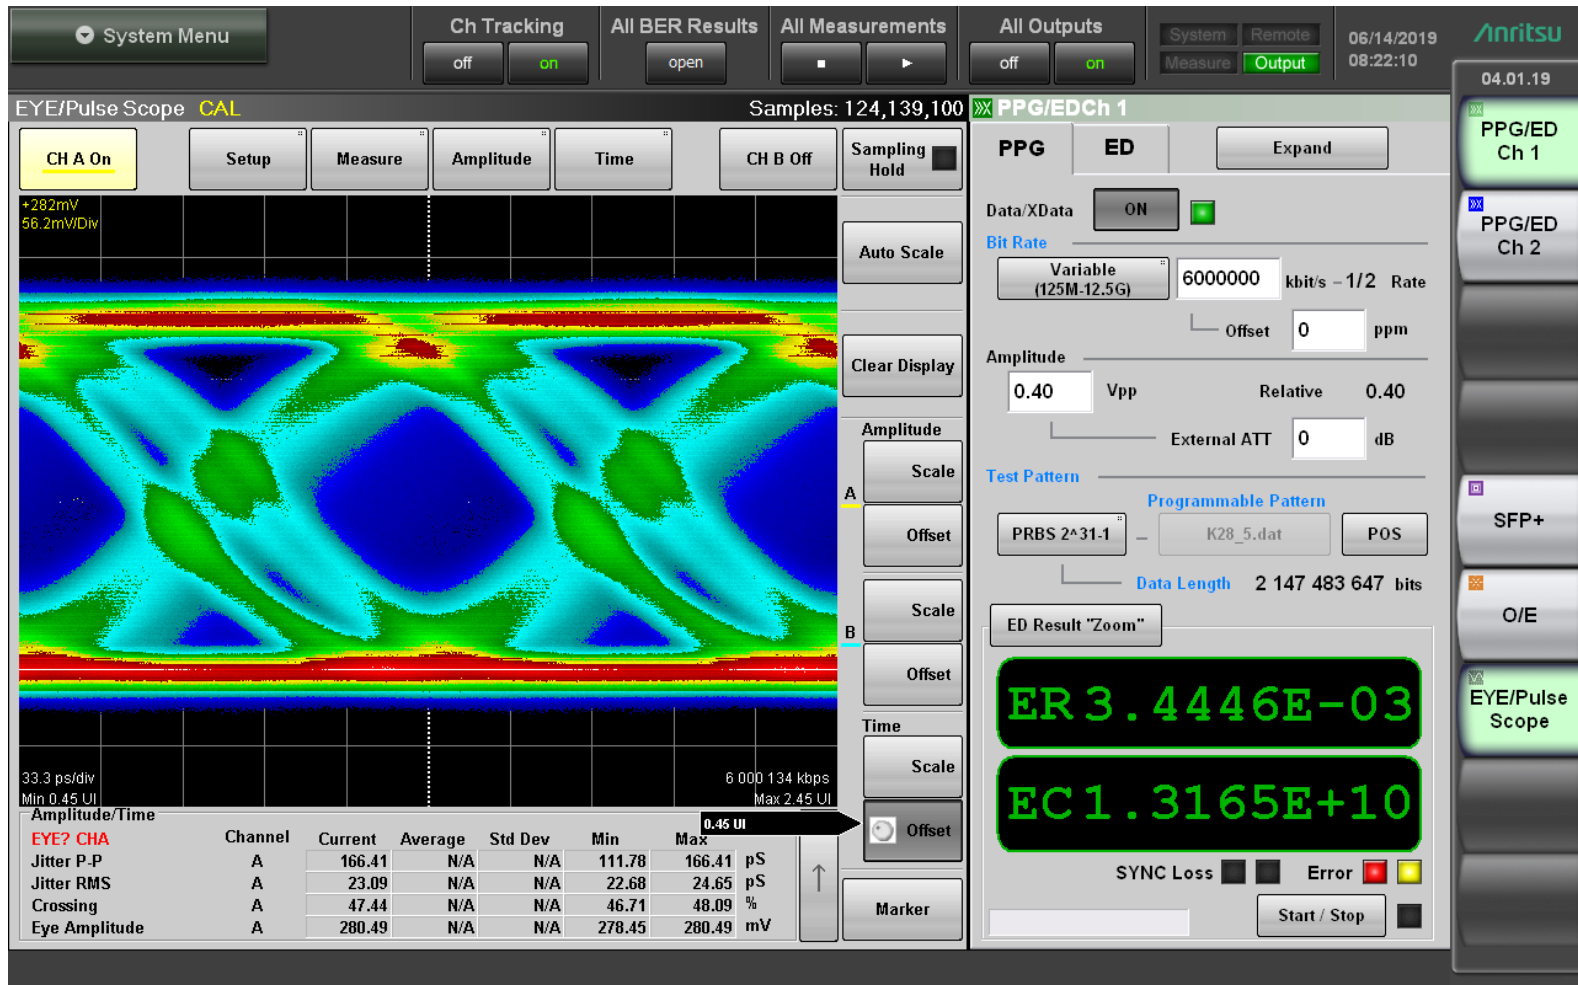 System Menu
Ch Tracking
off on
All BER Results
open
All Measurements
All Outputs
off on
System Remote
Measure Output
06/14/2019
08:22:10
Anritsu
04.01.19
EYE/Pulse Scope CAL Samples: 124,139,100
CH A On Setup Measure Amplitude Time CH B Off
Sampling
Hold
+282mV
56.2mV/Div
Auto Scale
Clear Display
Amplitude
Scale
A
Offset
Scale
B
Offset
Time
Scale
Offset
0.45 UI
Marker
33.3 ps/div 6 000 134 kbps
Min 0.45 UI Max 2.45 UI
Amplitude/Time
EYE? CHA Channel Current Average Std Dev Min Max
Jitter P-P A 166.41 N/A N/A 111.78 166.41 pS
Jitter RMS A 23.09 N/A N/A 22.68 24.65 pS
Crossing A 47.44 N/A N/A 46.71 48.09 %
Eye Amplitude A 280.49 N/A N/A 278.45 280.49 mV
PPG/EDCh 1
PPG ED Expand
Data/XData ON
Bit Rate
Variable
(125M-12.5G)
6000000 kbit/s 1/2 Rate
Offset 0 ppm
Amplitude
0.40 Vpp Relative 0.40
External ATT 0 dB
Test Pattern
Programmable Pattern
PRBS 2^31-1 K28_5.dat POS
Data Length 2 147 483 647 bits
ED Result "Zoom"
ER 3.4446E-03
EC 1.3165E+10
SYNC Loss Error
Start / Stop
PPG/ED
Ch 1
PPG/ED
Ch 2
SFP+
O/E
EYE/Pulse
Scope